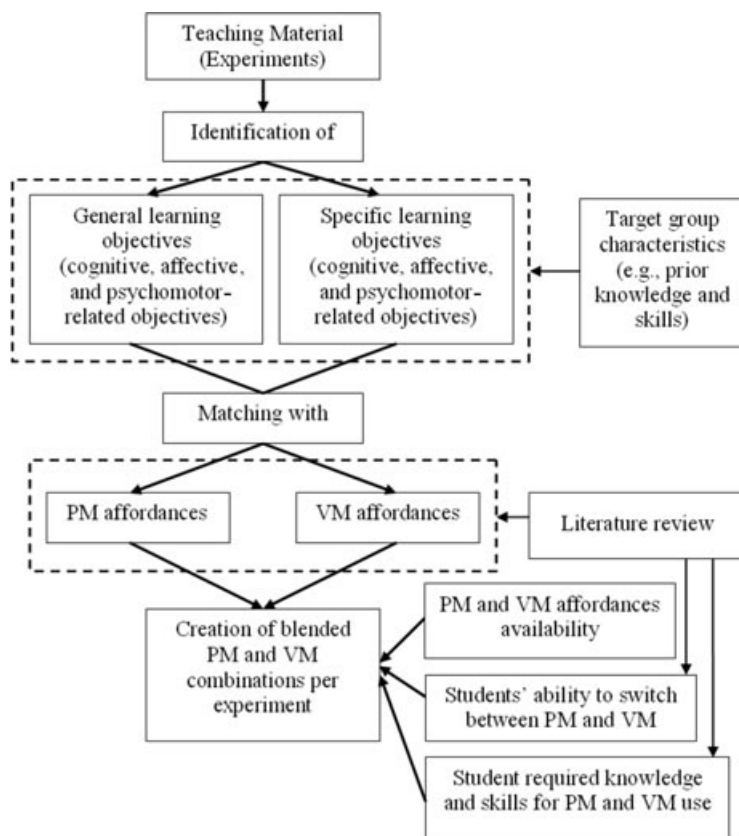 Teaching Material
(Experiments)
Identification of
General learning
objectives
(cognitive, affective,
and psychomotor-
related objectives)
Specific learning
objectives
(cognitive, affective,
and psychomotor-
related objectives)
Target group
characteristics
(e.g., prior
knowledge and
skills)
Matching with
PM affordances
VM affordances
Literature review
Creation of blended
PM and VM
combinations per
experiment
PM and VM affordances
availability
Students’ ability to switch
between PM and VM
Student required knowledge
and skills for PM and VM use